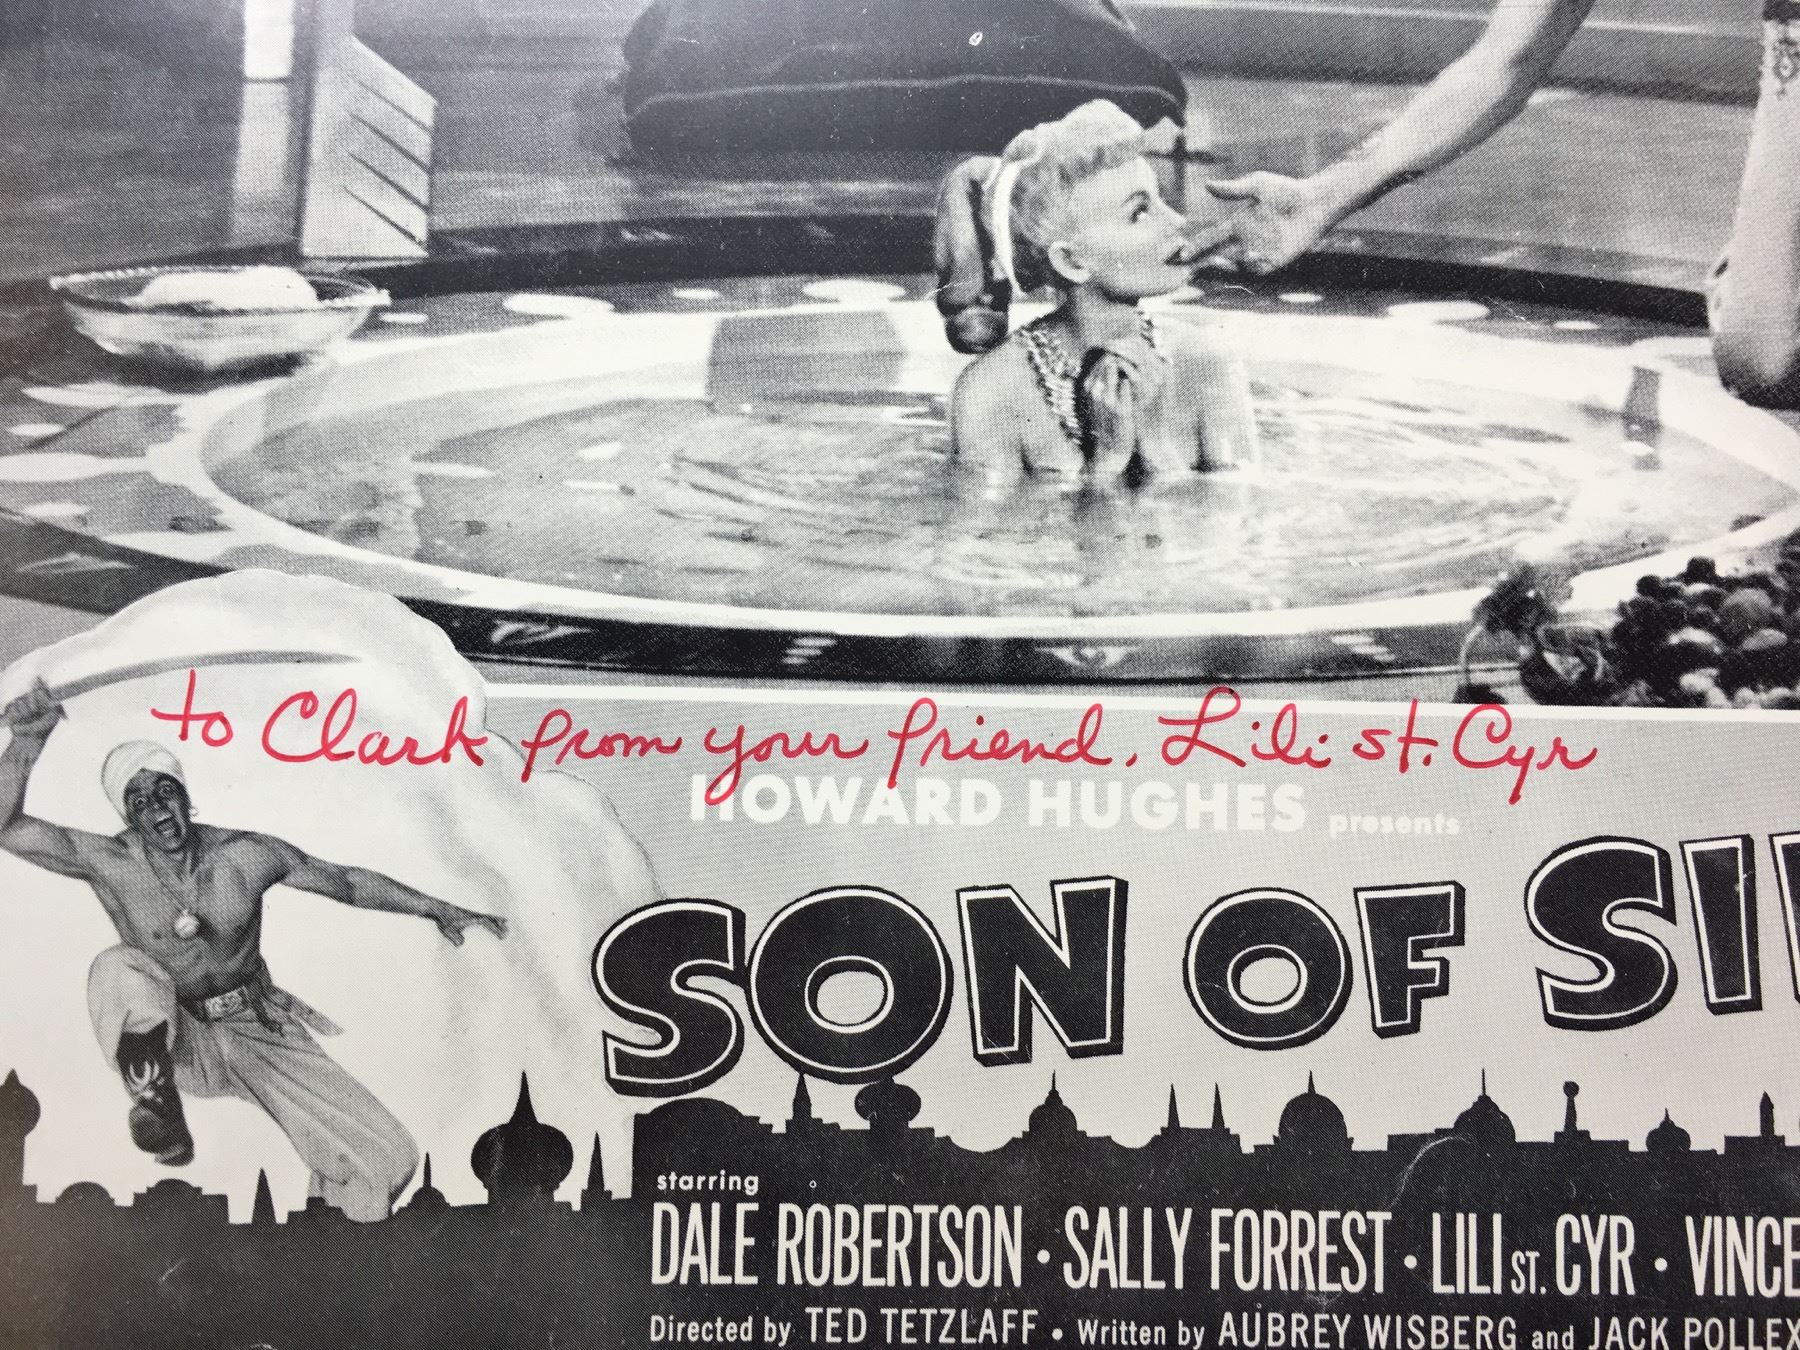 to Clark from your friend, Lili st. Cyr
HOWARD HUGHES presents
SON OF SI
starring
DALE ROBERTSON · SALLY FORREST · LILI ST. CYR · VINCE
Directed by TED TETZLAFF • Written by AUBREY WISBERG and JACK POLLEX